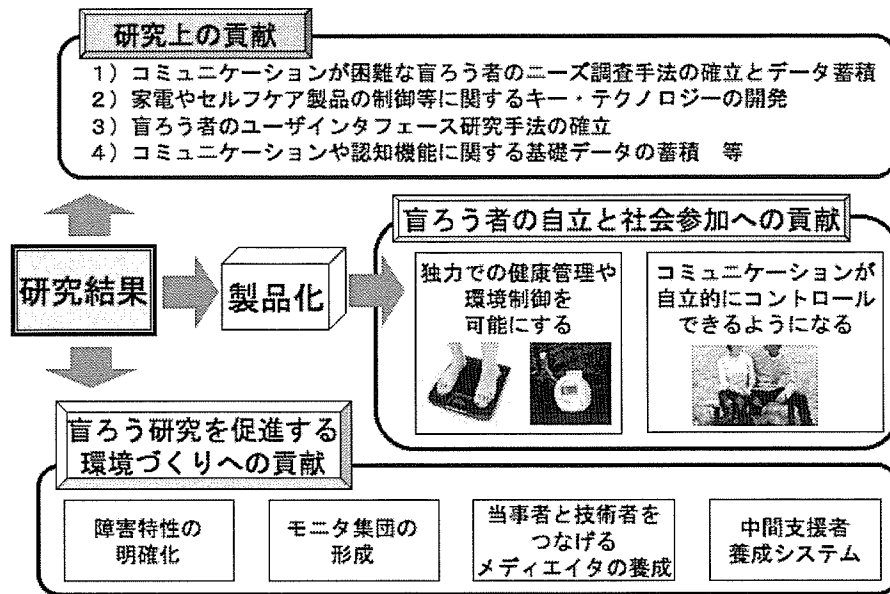 研究上の貢献
1）コミュニケーションが困難な盲ろう者のニーズ調査手法の確立とデータ蓄積
2）家電やセルフケア製品の制御等に関するキー・テクノロジーの開発
3）盲ろう者のユーザインタフェース研究手法の確立
4）コミュニケーションや認知機能に関する基礎データの蓄積　等
研究結果
製品化
盲ろう者の自立と社会参加への貢献
独力での健康管理や
環境制御を
可能にする
コミュニケーションが
自立的にコントロール
できるようになる
盲ろう研究を促進する
環境づくりへの貢献
障害特性の
明確化
モニタ集団の
形成
当事者と技術者を
つなげる
メディエイタの養成
中間支援者
養成システム